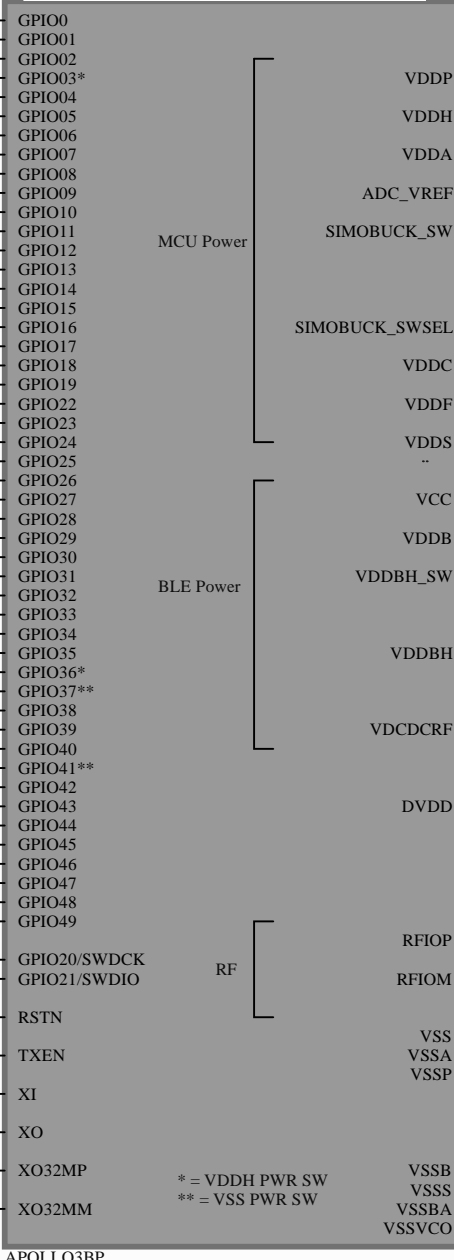 GPIO0
GPIO01
GPIO02
GPIO03*
GPIO04
GPIO05
GPIO06
GPIO07
GPIO08
GPIO09
GPIO10
GPIO11
GPIO12
GPIO13
GPIO14
GPIO15
GPIO16
GPIO17
GPIO18
GPIO19
GPIO22
GPIO23
GPIO24
GPIO25
GPIO26
GPIO27
GPIO28
GPIO29
GPIO30
GPIO31
GPIO32
GPIO33
GPIO34
GPIO35
GPIO36*
GPIO37**
GPIO38
GPIO39
GPIO40
GPIO41**
GPIO42
GPIO43
GPIO44
GPIO45
GPIO46
GPIO47
GPIO48
GPIO49
GPIO20/SWDCK
GPIO21/SWDIO
RSTN
TXEN
XI
XO
XO32MP
XO32MM
MCU Power
BLE Power
RF
* = VDDH PWR SW
** = VSS PWR SW
VDDP
VDDH
VDDA
ADC_VREF
SIMOBUCK_SW
SIMOBUCK_SWSEL
VDDC
VDDF
VDDS
VCC
VDDB
VDDBH_SW
VDDBH
VDCDCRF
DVDD
RFIOP
RFIOM
VSS
VSSA
VSSP
VSSB
VSSS
VSSBA
VSSVCO
APOLLO3BP